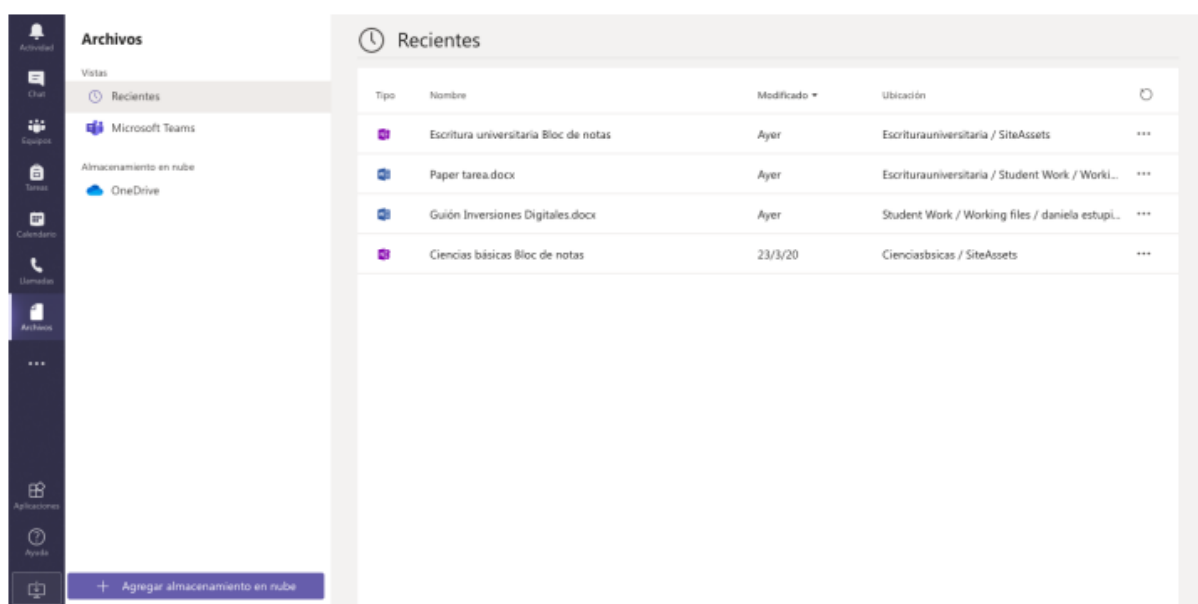 Actividad
Chat
Equipos
Tareas
Calendario
Llamadas
Archivos
Aplicaciones
Ayuda
Archivos
Vistas
Recientes
Microsoft Teams
Almacenamiento en nube
OneDrive
+ Agregar almacenamiento en nube
Recientes
Tipo Nombre Modificado Ubicación
Escritura universitaria Bloc de notas Ayer Escriturauniversitaria / SiteAssets
Paper tarea.docx Ayer Escriturauniversitaria / Student Work / Worki...
Guión Inversiones Digitales.docx Ayer Student Work / Working files / daniela estupi...
Ciencias básicas Bloc de notas 23/3/20 Cienciasbsicas / SiteAssets